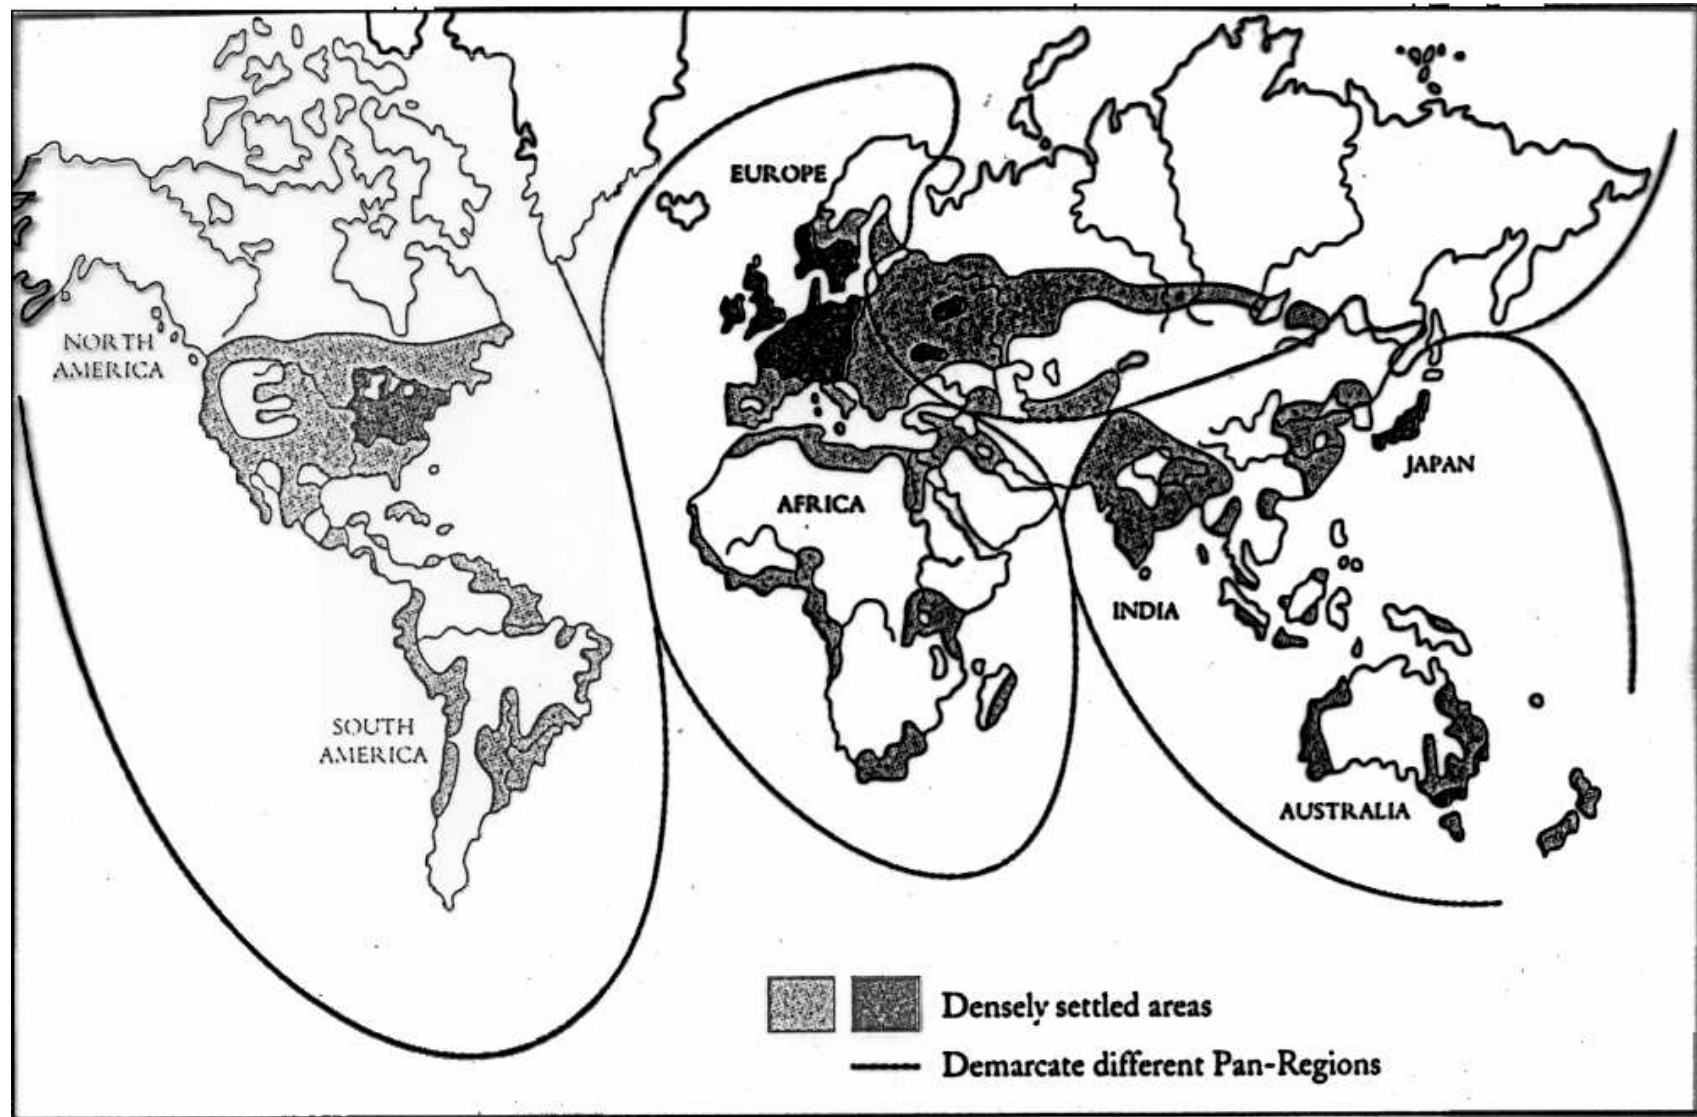 EUROPE
NORTH
AMERICA
AFRICA
JAPAN
INDIA
SOUTH
AMERICA
AUSTRALIA
Densely settled areas
Demarcate different Pan-Regions